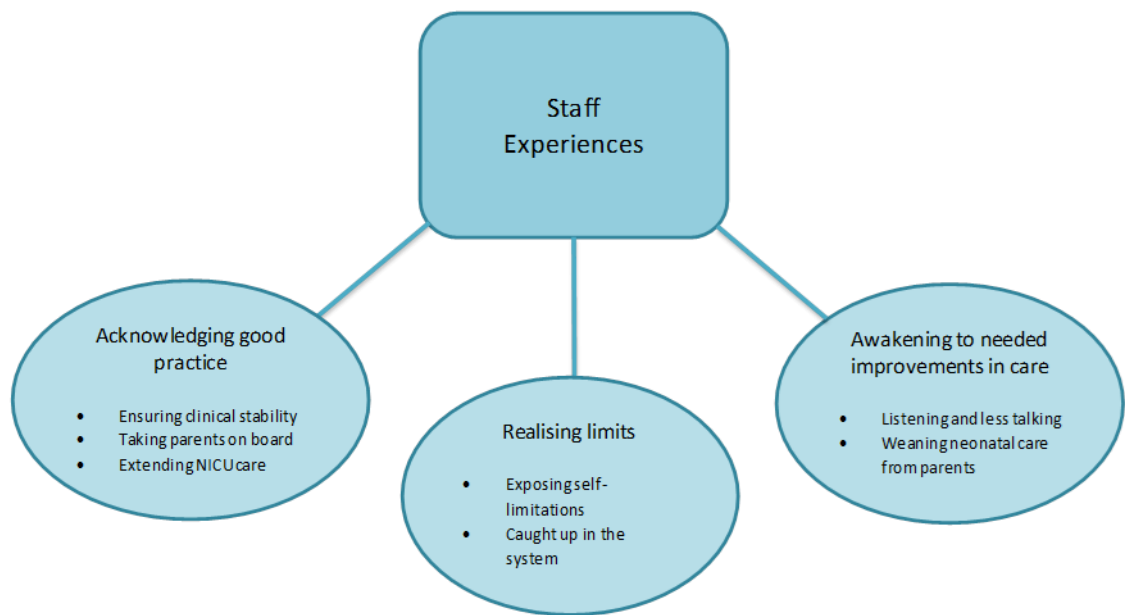 Staff
Experiences
Acknowledging good
practice
• Ensuring clinical stability
• Taking parents on board
• Extending NICU care
Realising limits
• Exposing self-
limitations
• Caught up in the
system
Awakening to needed
improvements in care
• Listening and less talking
• Weaning neonatal care
from parents